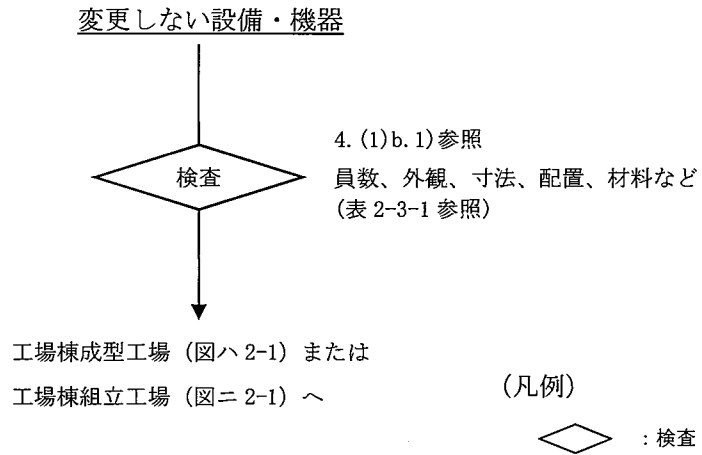 変更しない設備・機器
検査
4.(1)b.1)参照
員数、外観、寸法、配置、材料など
(表 2-3-1 参照)
工場棟成型工場（図ハ 2-1）または
工場棟組立工場（図ニ 2-1）へ
(凡例)
：検査